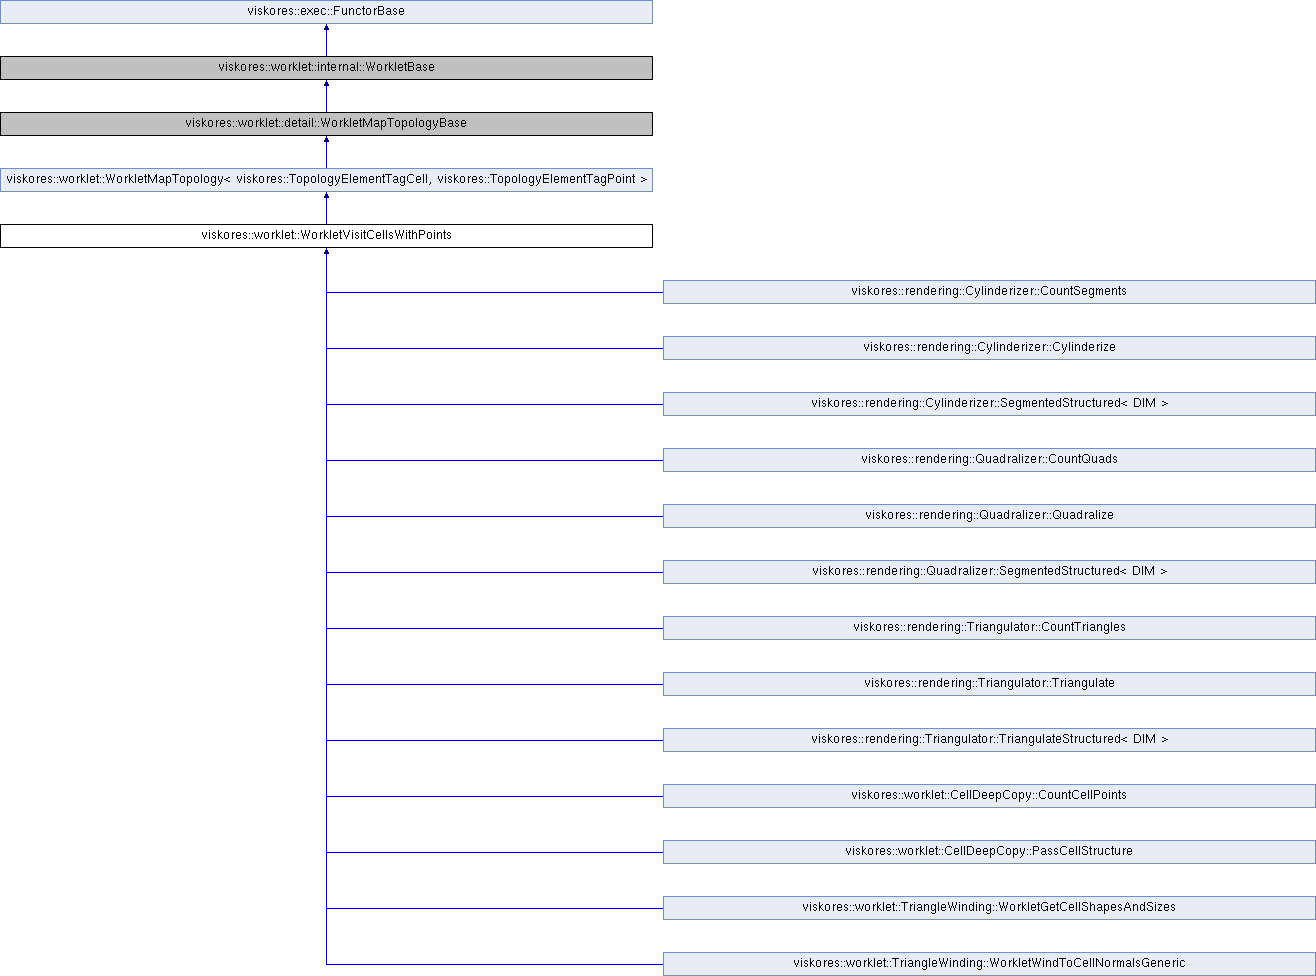 viskores::exec::FunctorBase
viskores::worklet::internal::WorkletBase
viskores::worklet::detail::WorkletMapTopologyBase
viskores::worklet::WorkletMapTopology< viskores::TopologyElementTagCell, viskores::TopologyElementTagPoint >
viskores::worklet::WorkletVisitCellsWithPoints
viskores::rendering::Cylinderizer::CountSegments
viskores::rendering::Cylinderizer::Cylinderize
viskores::rendering::Cylinderizer::SegmentedStructured< DIM >
viskores::rendering::Quadralizer::CountQuads
viskores::rendering::Quadralizer::Quadralize
viskores::rendering::Quadralizer::SegmentedStructured< DIM >
viskores::rendering::Triangulator::CountTriangles
viskores::rendering::Triangulator::Triangulate
viskores::rendering::Triangulator::TriangulateStructured< DIM >
viskores::worklet::CellDeepCopy::CountCellPoints
viskores::worklet::CellDeepCopy::PassCellStructure
viskores::worklet::TriangleWinding::WorkletGetCellShapesAndSizes
viskores::worklet::TriangleWinding::WorkletWindToCellNormalsGeneric